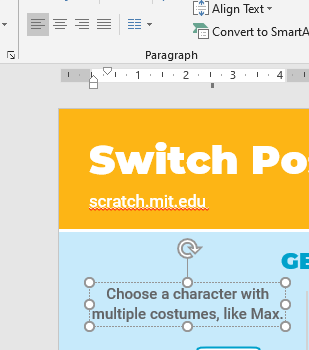 Align Text
Convert to SmartA
Paragraph
1 1 2 3 4
Switch Po
scratch.mit.edu
GE
Choose a character with
multiple costumes, like Max.